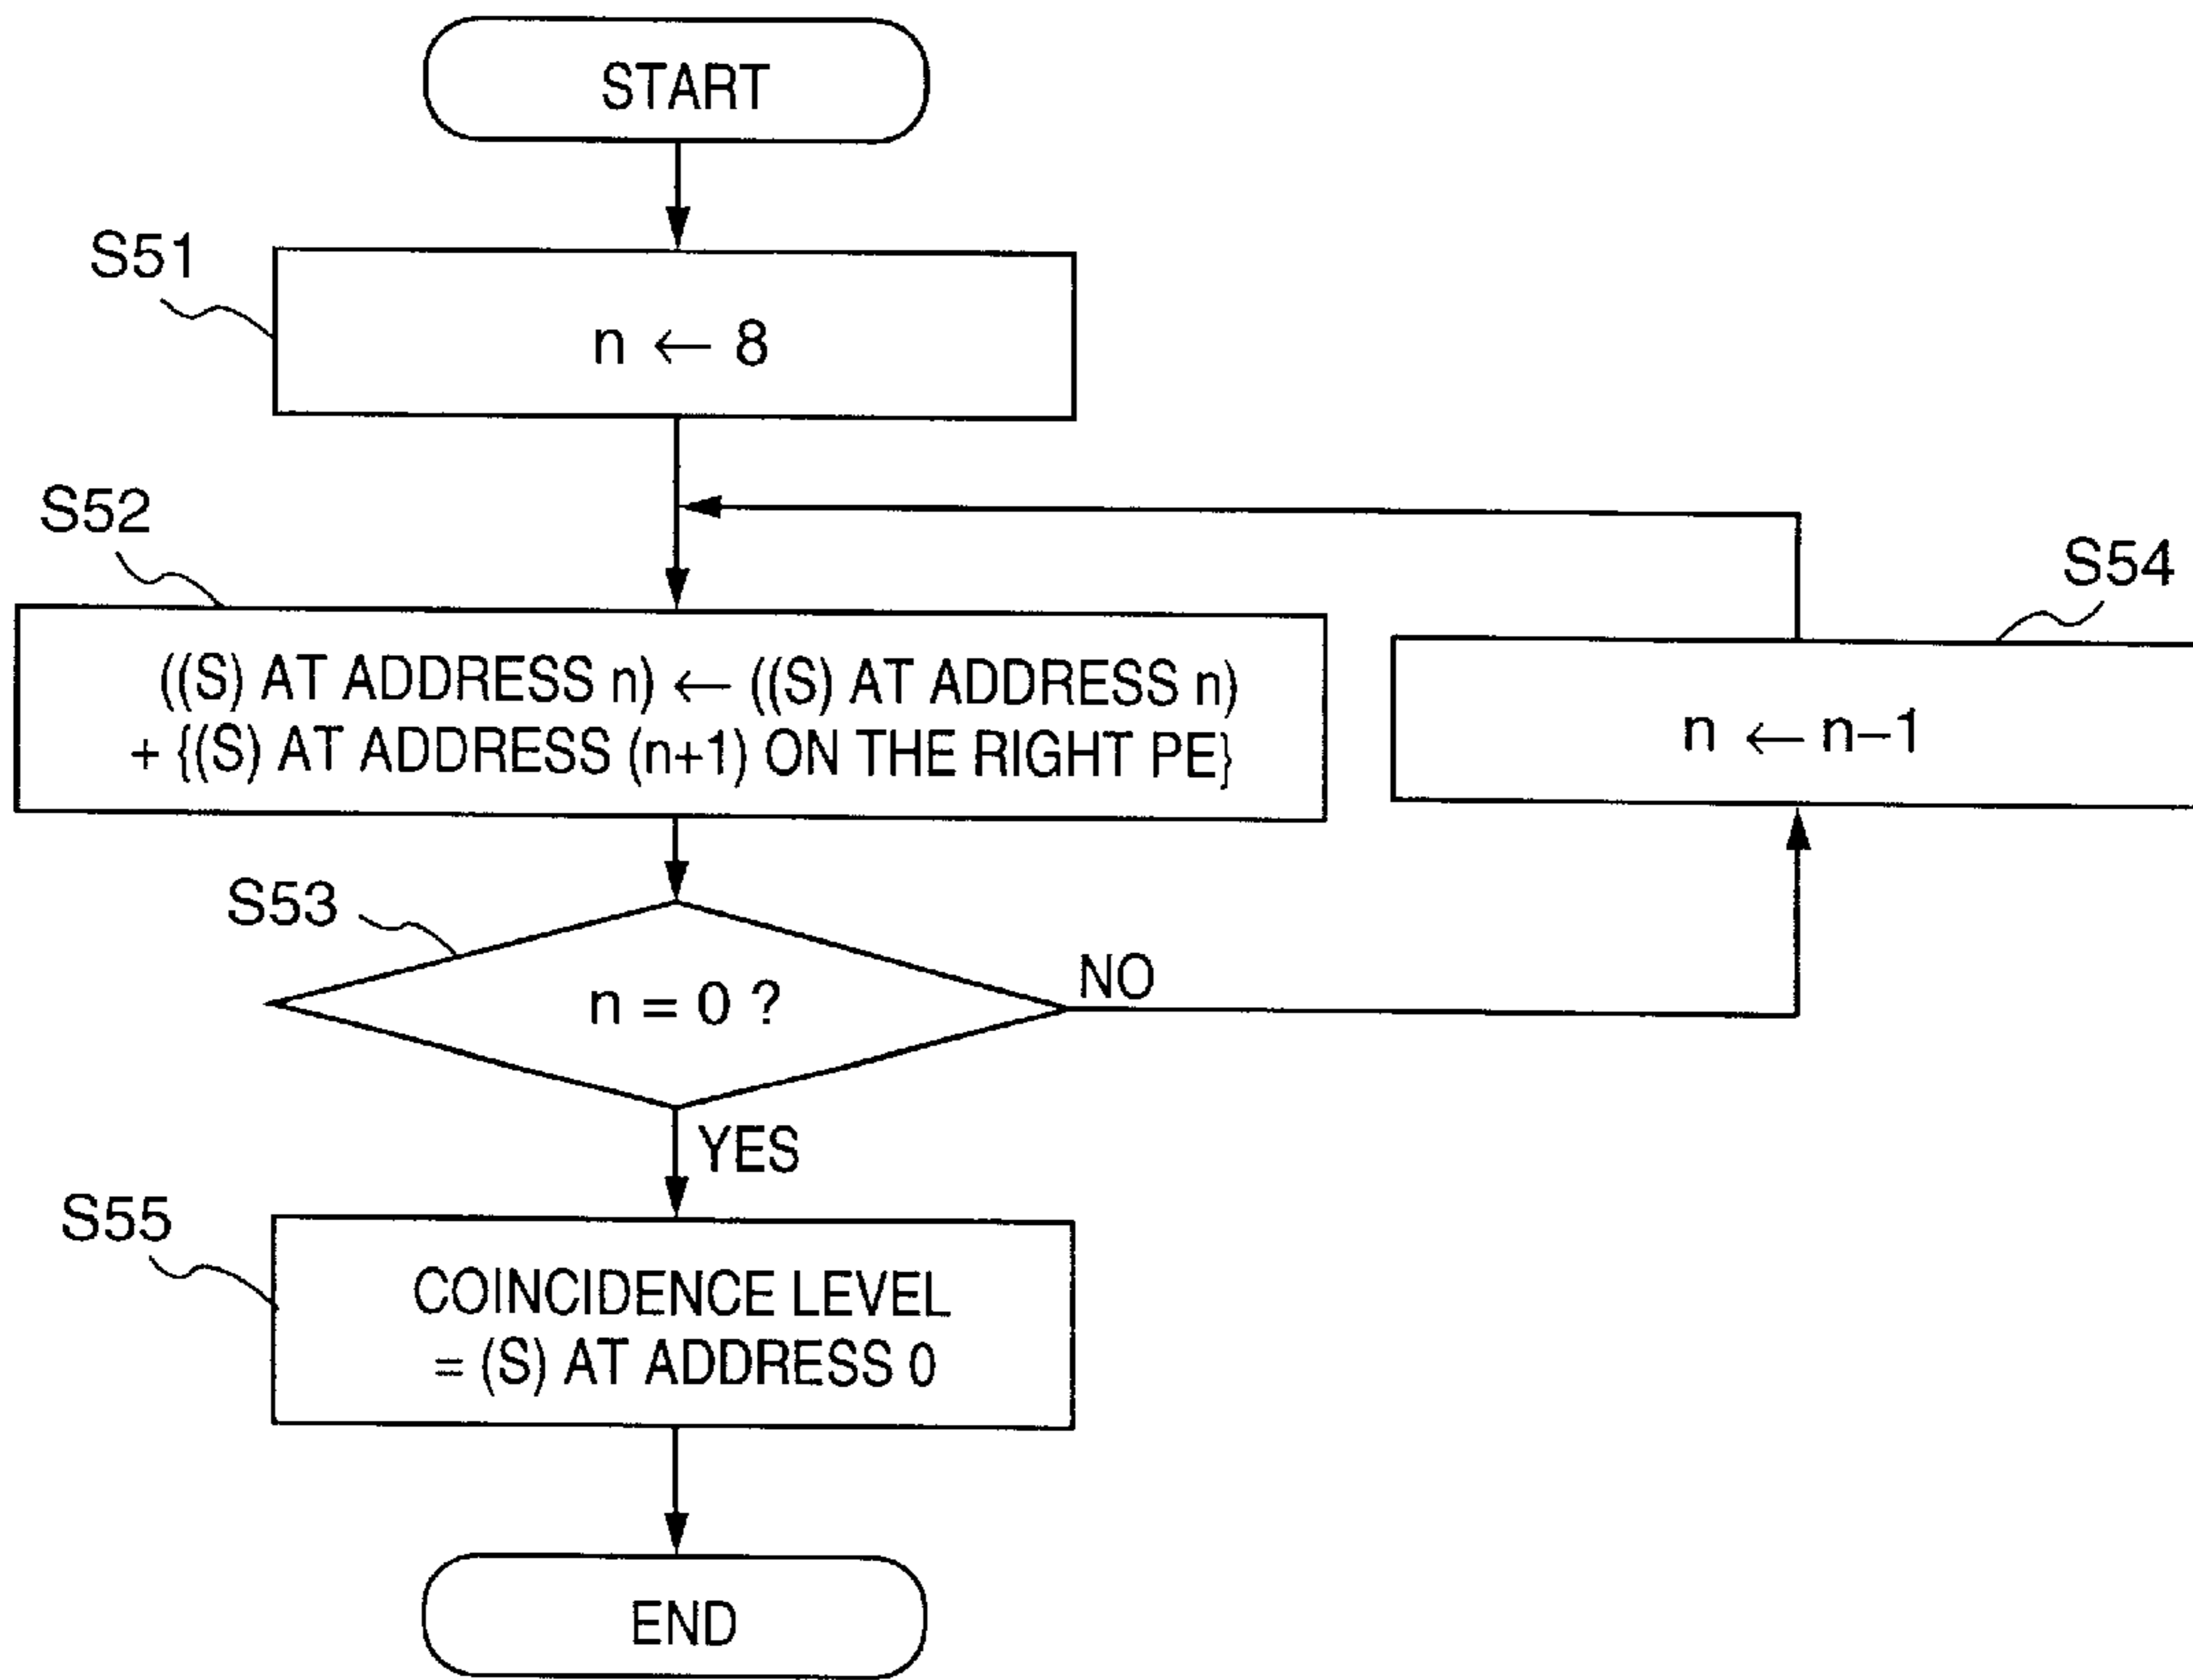 START
S51
n ← 8
S52
S54
((S) AT ADDRESS n) ← ((S) AT ADDRESS n)
+ {(S) AT ADDRESS (n+1) ON THE RIGHT PE}
n ← n–1
S53
n = 0 ?
NO
YES
S55
COINCIDENCE LEVEL
= (S) AT ADDRESS 0
END